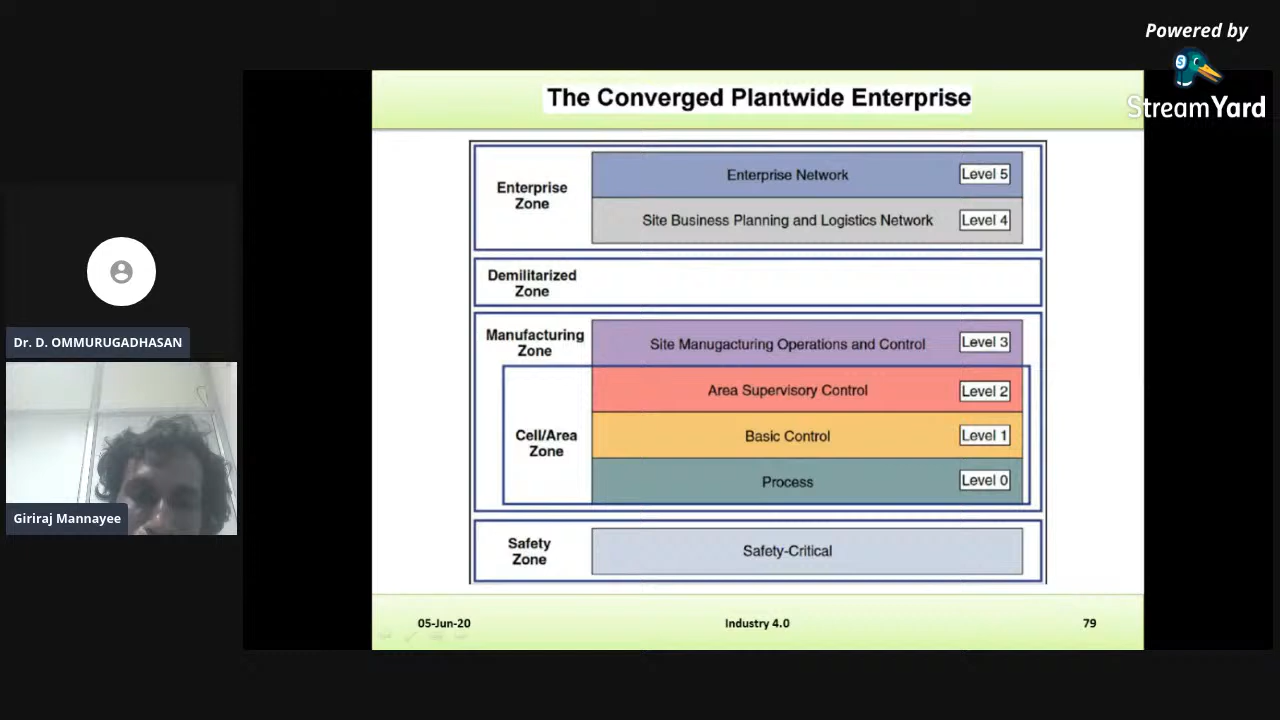 Powered by
StreamYard
The Converged Plantwide Enterprise
Enterprise
Zone
Enterprise Network
Level 5
Site Business Planning and Logistics Network
Level 4
Demilitarized
Zone
Manufacturing
Zone
Site Manugacturing Operations and Control
Level 3
Cell/Area
Zone
Area Supervisory Control
Level 2
Basic Control
Level 1
Process
Level 0
Safety
Zone
Safety-Critical
05-Jun-20
Industry 4.0
79
Dr. D. OMMURUGADHASAN
Giriraj Mannayee